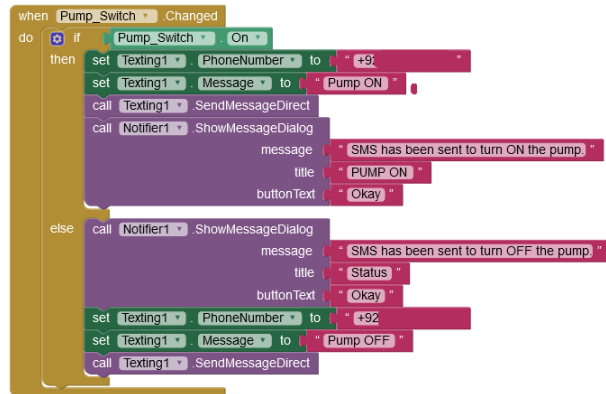 when Pump_Switch .Changed
do if Pump_Switch . On
then set Texting1 . PhoneNumber to " +92 "
set Texting1 . Message to " Pump ON "
call Texting1 .SendMessageDirect
call Notifier1 .ShowMessageDialog
message " SMS has been sent to turn ON the pump. "
title " PUMP ON "
buttonText " Okay "
else call Notifier1 .ShowMessageDialog
message " SMS has been sent to turn OFF the pump. "
title " Status "
buttonText " Okay "
set Texting1 . PhoneNumber to " +92
set Texting1 . Message to " Pump OFF "
call Texting1 .SendMessageDirect